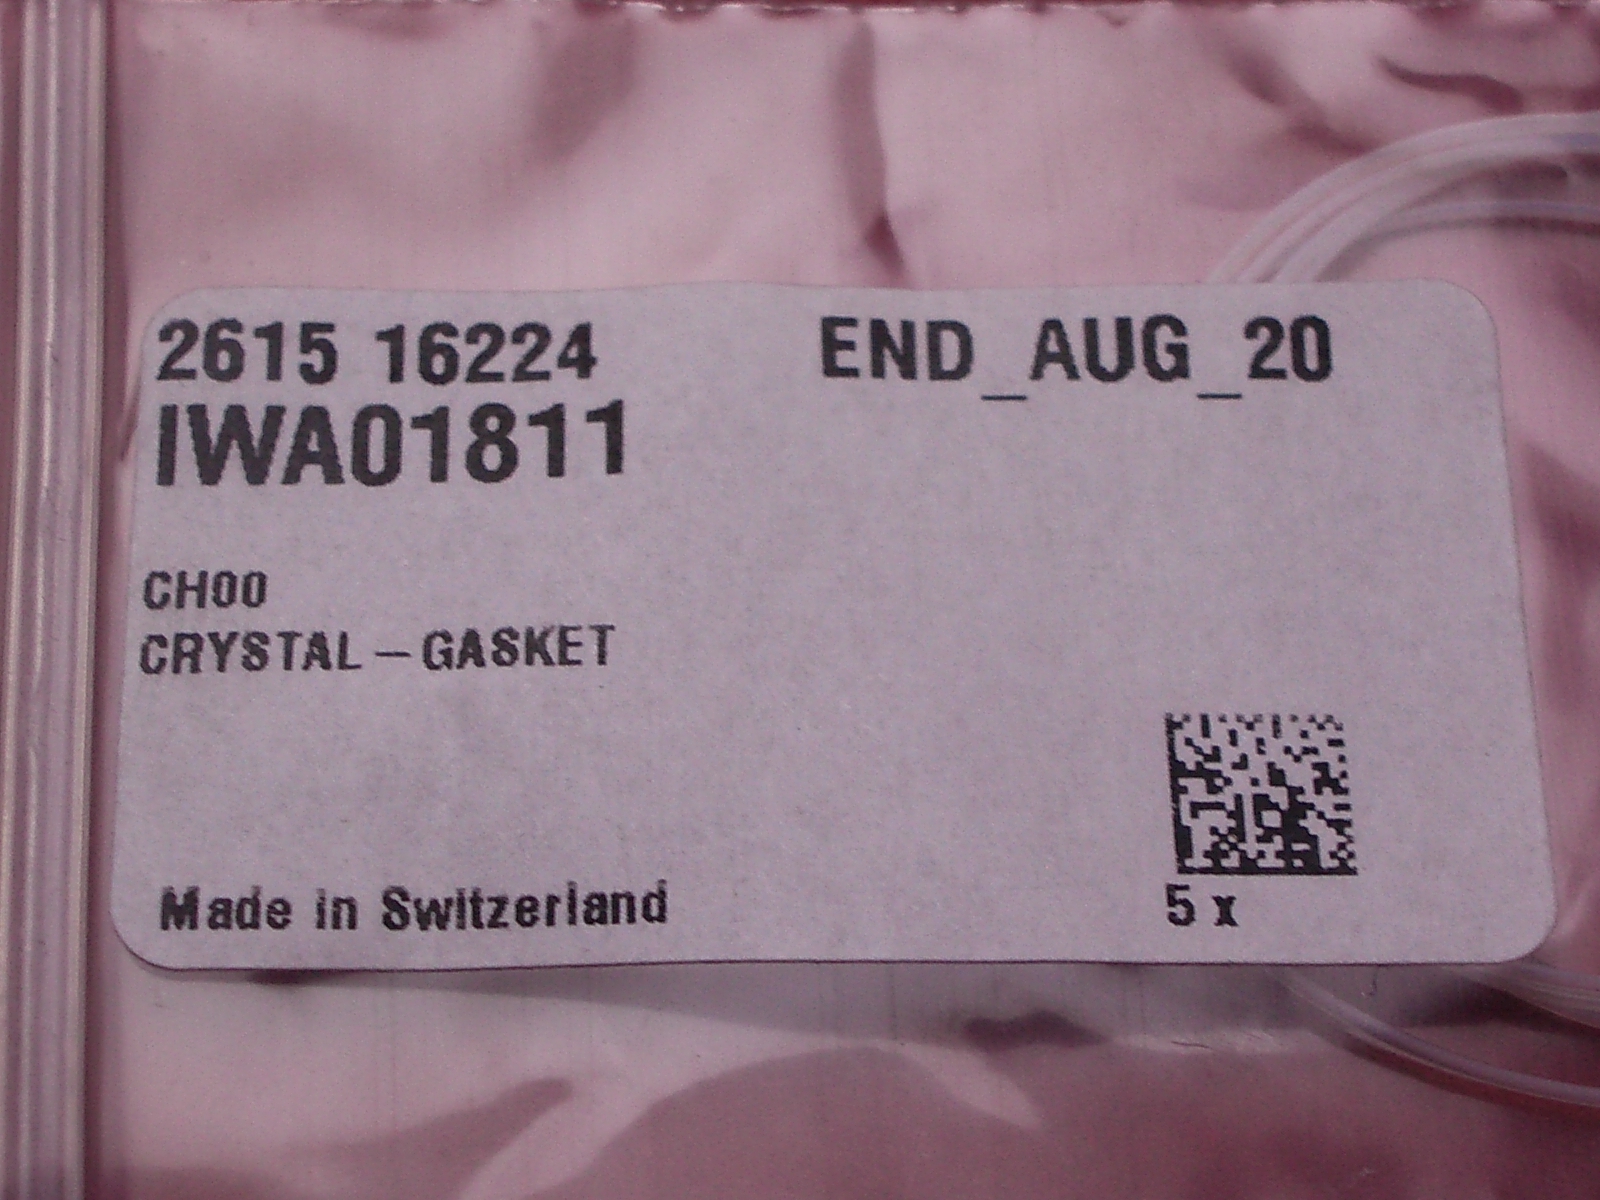 2615 16224 END_AUG_20
IWA01811
CH00
CRYSTAL-GASKET
Made in Switzerland
5 x